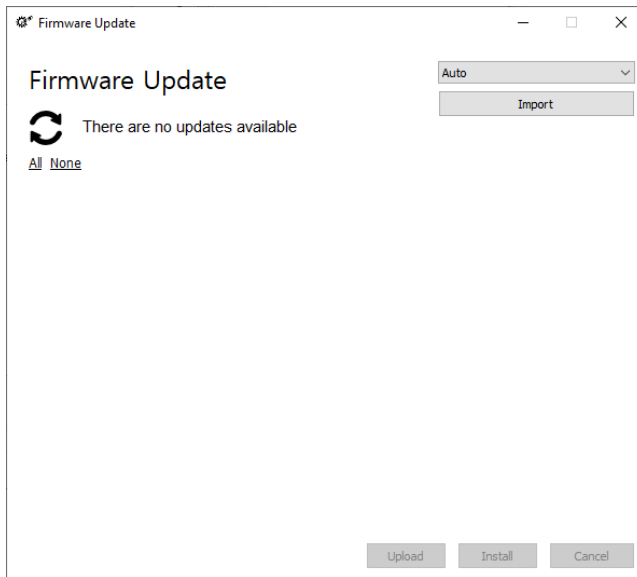 Firmware Update
Firmware Update
Auto
Import
There are no updates available
All None
Upload Install Cancel